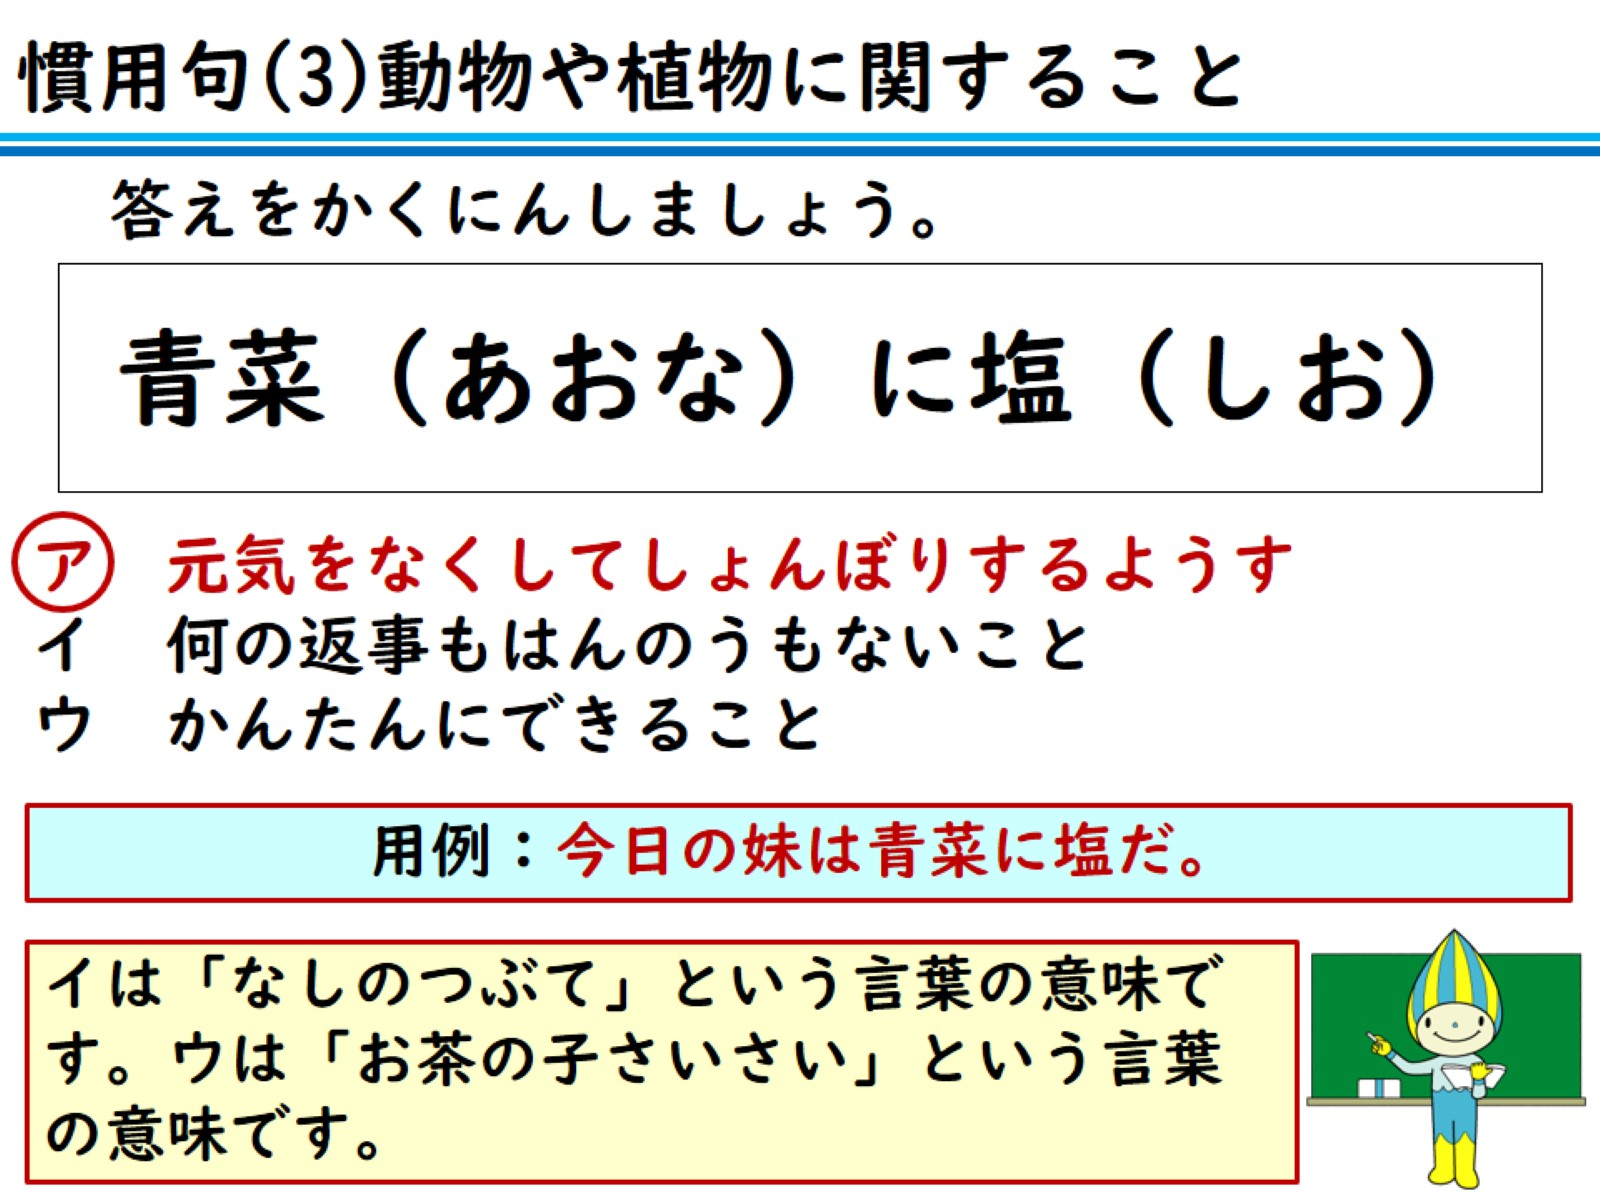 慣用句(3)動物や植物に関すること
答えをかくにんしましょう。
青菜（あおな）に塩（しお）
ア　元気をなくしてしょんぼりするようす
イ　何の返事もはんのうもないこと
ウ　かんたんにできること
用例：今日の妹は青菜に塩だ。
イは「なしのつぶて」という言葉の意味で
す。ウは「お茶の子さいさい」という言葉
の意味です。